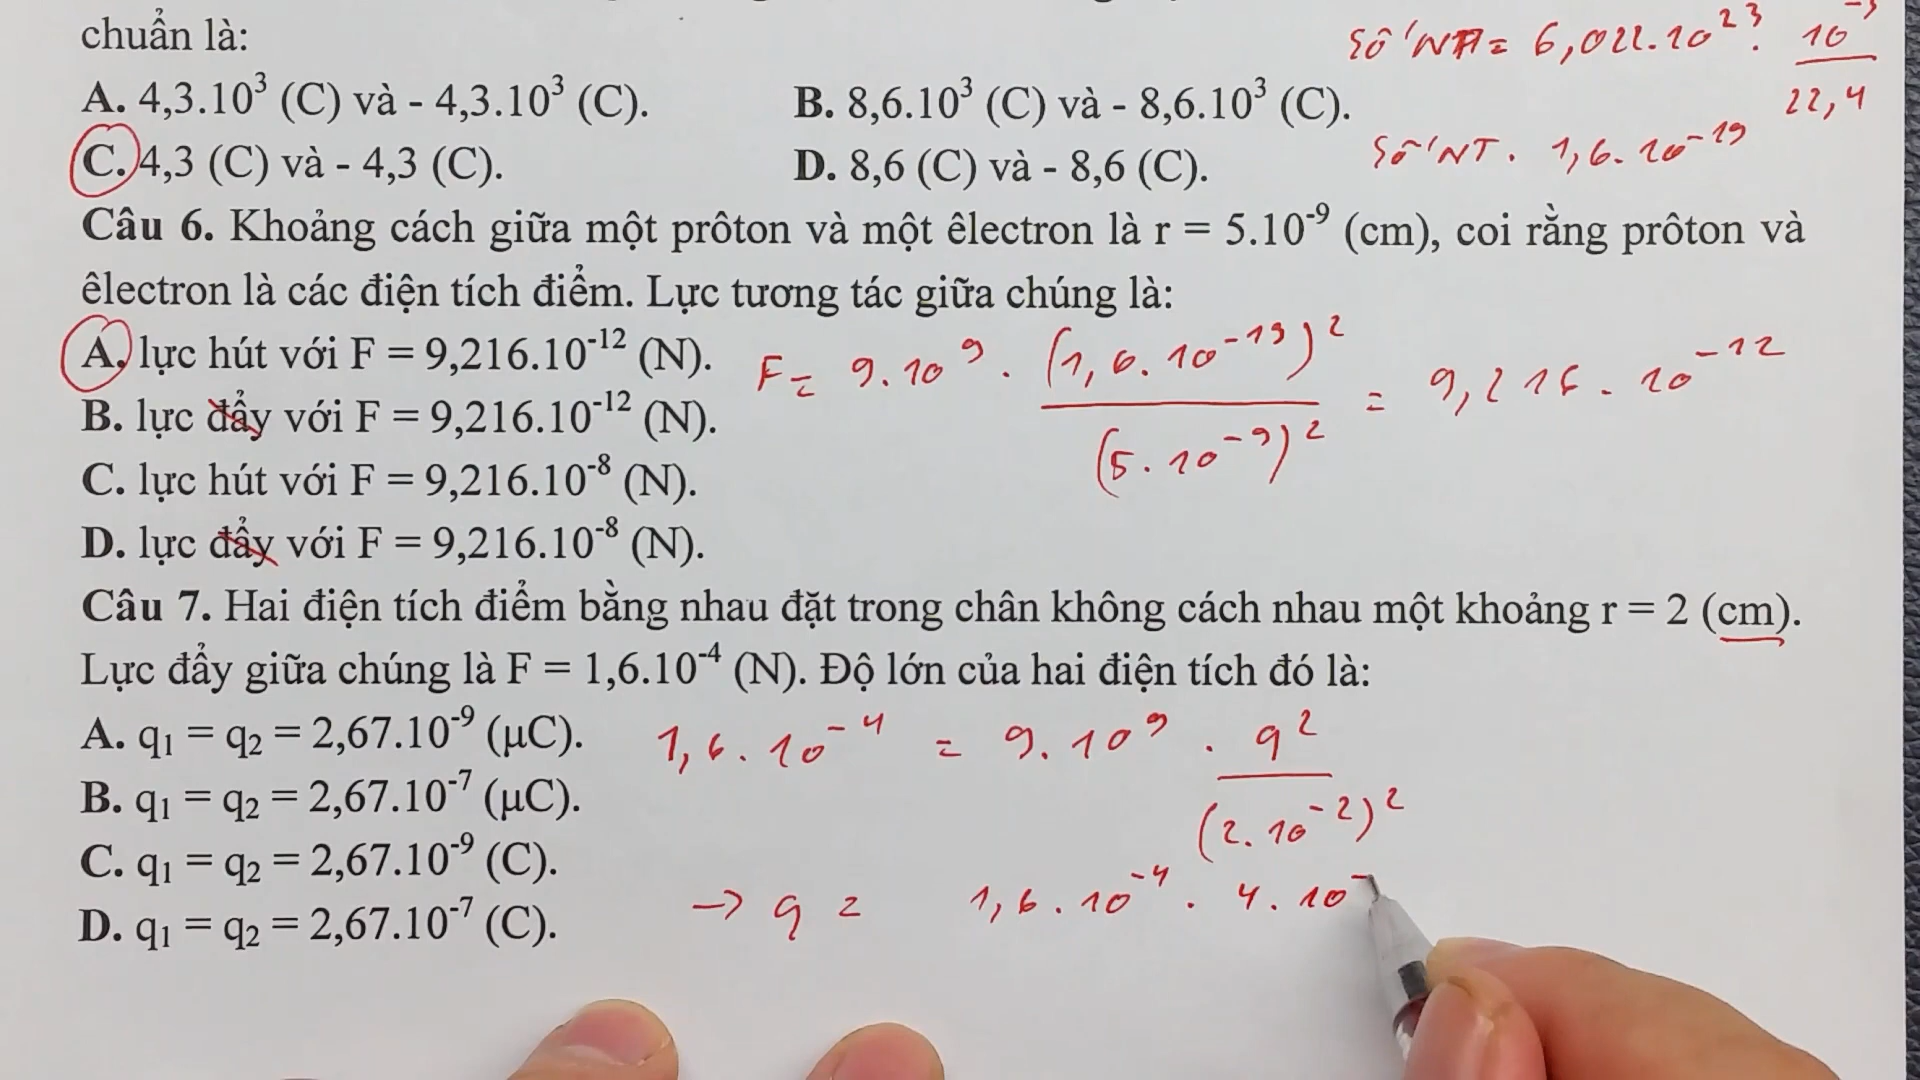 chuẩn là:
Số NT = 6,022.10²³. 10⁻³ / 22,4
A. 4,3.10³ (C) và - 4,3.10³ (C). B. 8,6.10³ (C) và - 8,6.10³ (C).
C. 4,3 (C) và - 4,3 (C). D. 8,6 (C) và - 8,6 (C).
Số NT. 1,6.10⁻¹⁹
Câu 6. Khoảng cách giữa một prôton và một êlectron là r = 5.10⁻⁹ (cm), coi rằng prôton và
êlectron là các điện tích điểm. Lực tương tác giữa chúng là:
A. lực hút với F = 9,216.10⁻¹² (N).
F = 9.10⁹ . (1,6.10⁻¹⁹)² / (5.10⁻⁹)² = 9,216.10⁻¹²
B. lực đẩy với F = 9,216.10⁻¹² (N).
C. lực hút với F = 9,216.10⁻⁸ (N).
D. lực đẩy với F = 9,216.10⁻⁸ (N).
Câu 7. Hai điện tích điểm bằng nhau đặt trong chân không cách nhau một khoảng r = 2 (cm).
Lực đẩy giữa chúng là F = 1,6.10⁻⁴ (N). Độ lớn của hai điện tích đó là:
A. q₁ = q₂ = 2,67.10⁻⁹ (μC).
1,6.10⁻⁴ = 9.10⁹ . q² / (2.10⁻²)²
B. q₁ = q₂ = 2,67.10⁻⁷ (μC).
C. q₁ = q₂ = 2,67.10⁻⁹ (C).
D. q₁ = q₂ = 2,67.10⁻⁷ (C).
→ q = 1,6.10⁻⁴ . 4.10⁻